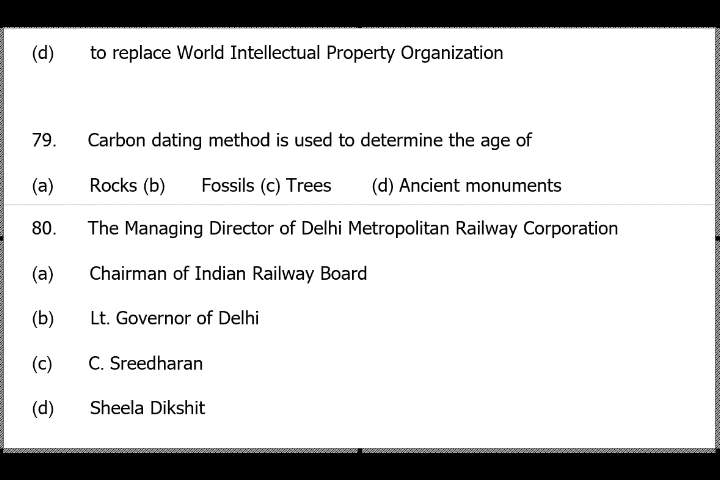 (d) to replace World Intellectual Property Organization
79. Carbon dating method is used to determine the age of
(a) Rocks (b) Fossils (c) Trees (d) Ancient monuments
80. The Managing Director of Delhi Metropolitan Railway Corporation
(a) Chairman of Indian Railway Board
(b) Lt. Governor of Delhi
(c) C. Sreedharan
(d) Sheela Dikshit